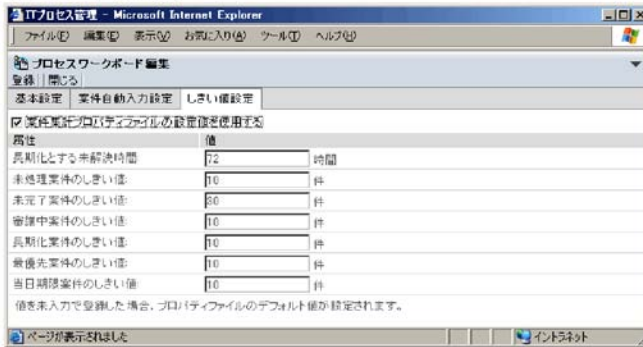 ITプロセス管理 - Microsoft Internet Explorer
ファイル(F) 編集(E) 表示(V) お気に入り(A) ツール(T) ヘルプ(H)
プロセスワークボード編集
登録 | 閉じる
基本設定 案件自動入力設定 しきい値設定
案件集計プロパティファイルの設定値を使用する
属性 値
長期化とする未解決時間: 72 時間
未処理案件のしきい値: 10 件
未完了案件のしきい値: 30 件
審議中案件のしきい値: 10 件
長期化案件のしきい値: 10 件
最優先案件のしきい値: 10 件
当日期限案件のしきい値: 10 件
値を未入力で登録した場合、プロパティファイルのデフォルト値が設定されます。
ページが表示されました イントラネット